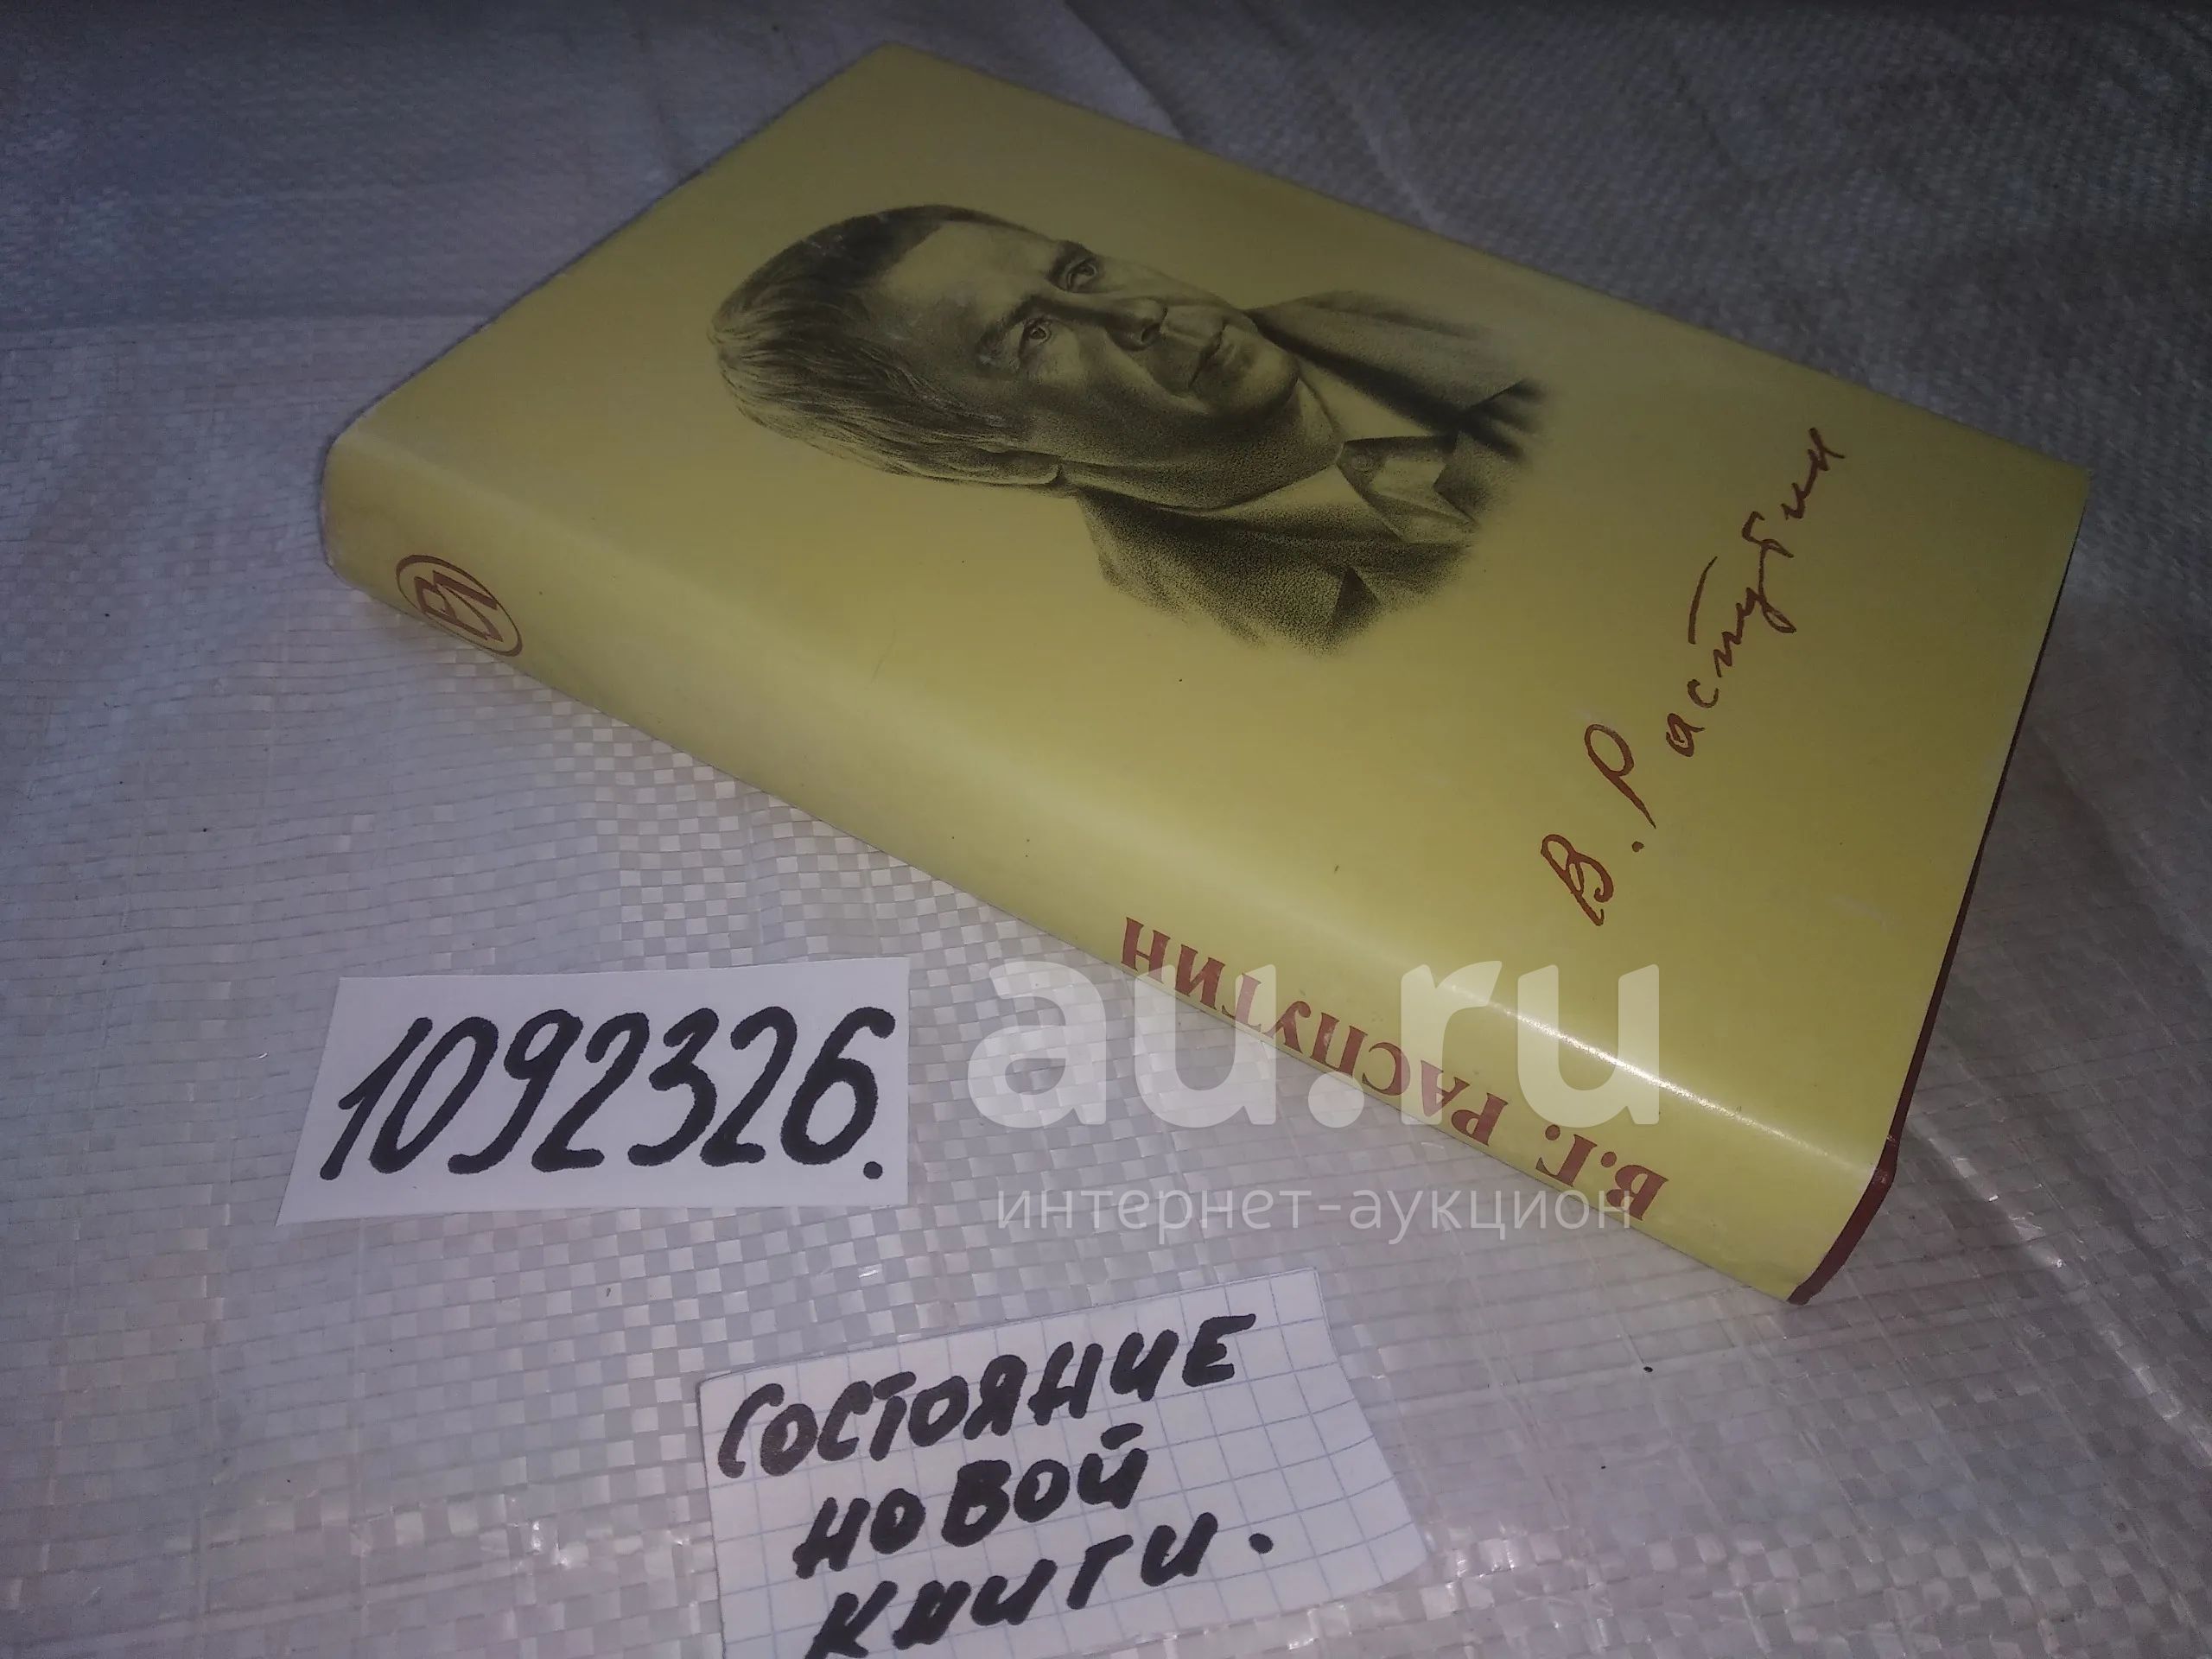 В. Распутин
В.Г. РАСПУТИН
au.ru
интернет-аукцион
1092326.
СОСТОЯНИЕ
НОВОЙ
КНИГИ.